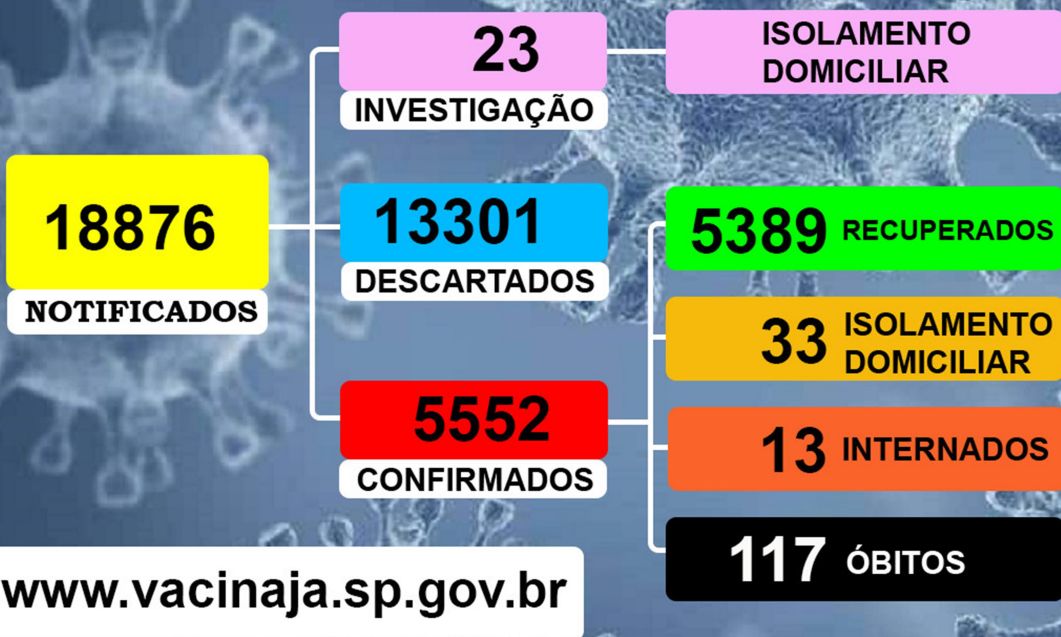 18876
NOTIFICADOS
23
INVESTIGAÇÃO
ISOLAMENTO
DOMICILIAR
13301
DESCARTADOS
5552
CONFIRMADOS
5389 RECUPERADOS
33 ISOLAMENTO
DOMICILIAR
13 INTERNADOS
117 ÓBITOS
www.vacinaja.sp.gov.br